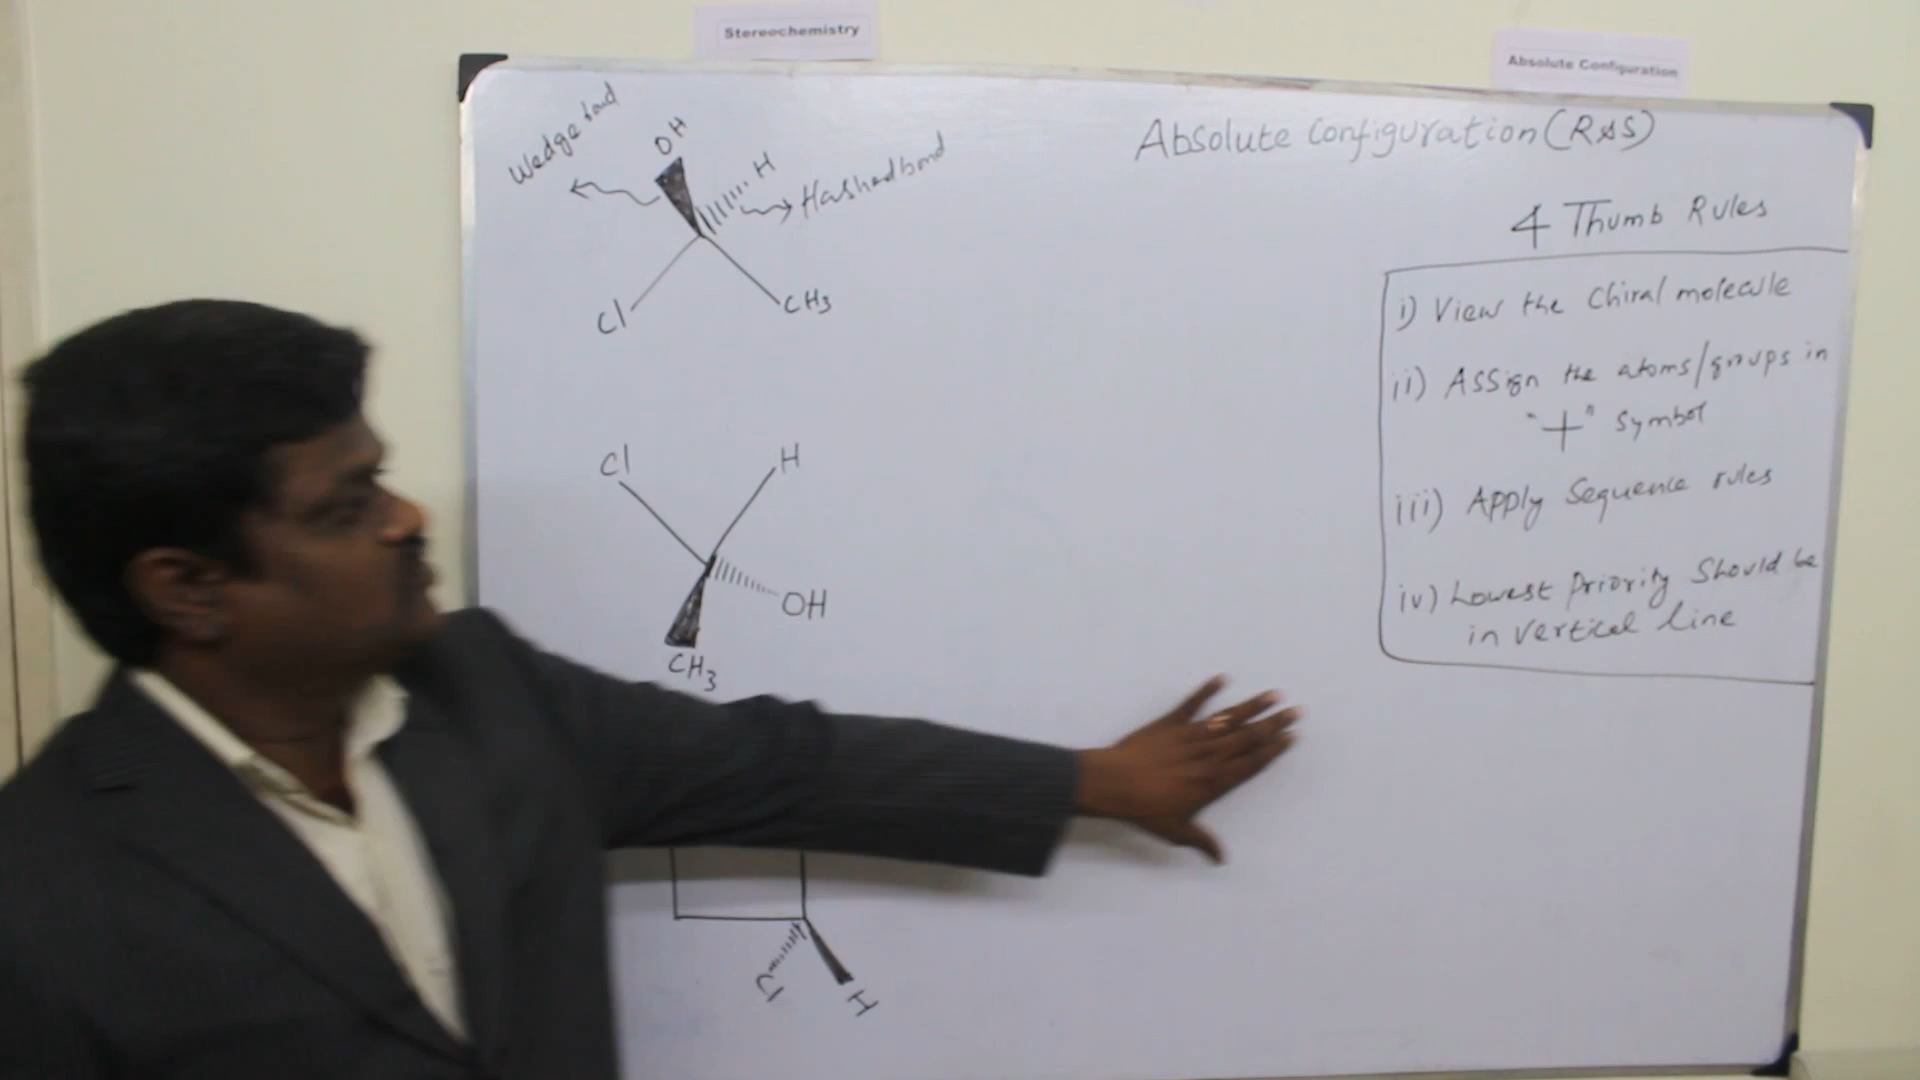 Stereochemistry
Absolute Configuration
Wedge bond
OH
H
Hashed bond
Cl
CH3
Cl
H
OH
CH3
Cl
H
Absolute Configuration (R&S)
4 Thumb Rules
i) View the Chiral molecule
ii) Assign the atoms/groups in
"+" Symbol
iii) Apply Sequence rules
iv) Lowest Priority Should be
in Vertical line